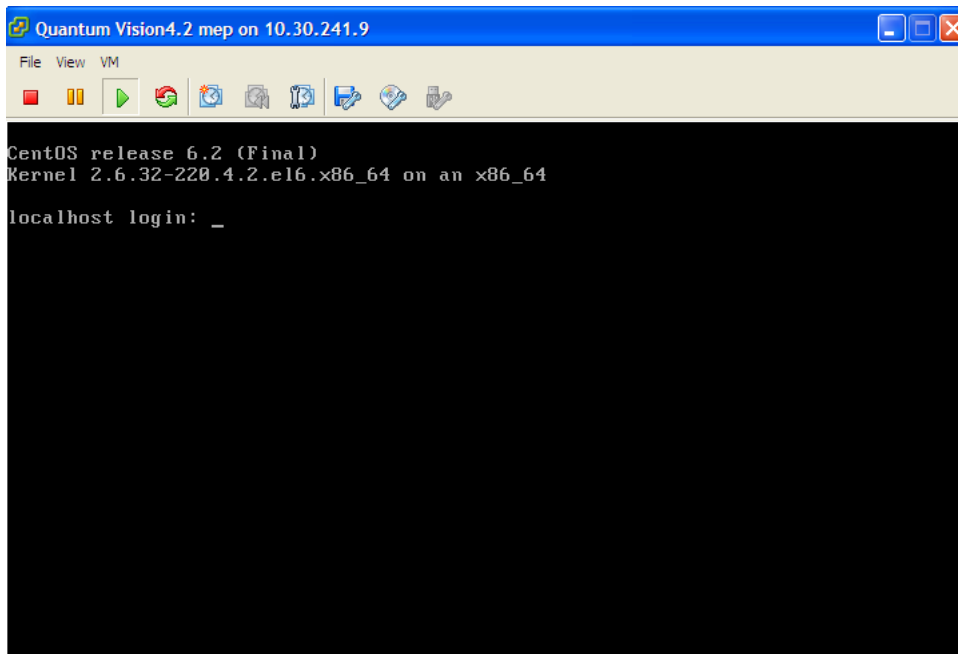 Quantum Vision4.2 mep on 10.30.241.9
File View VM
CentOS release 6.2 (Final)
Kernel 2.6.32-220.4.2.el6.x86_64 on an x86_64
localhost login: _